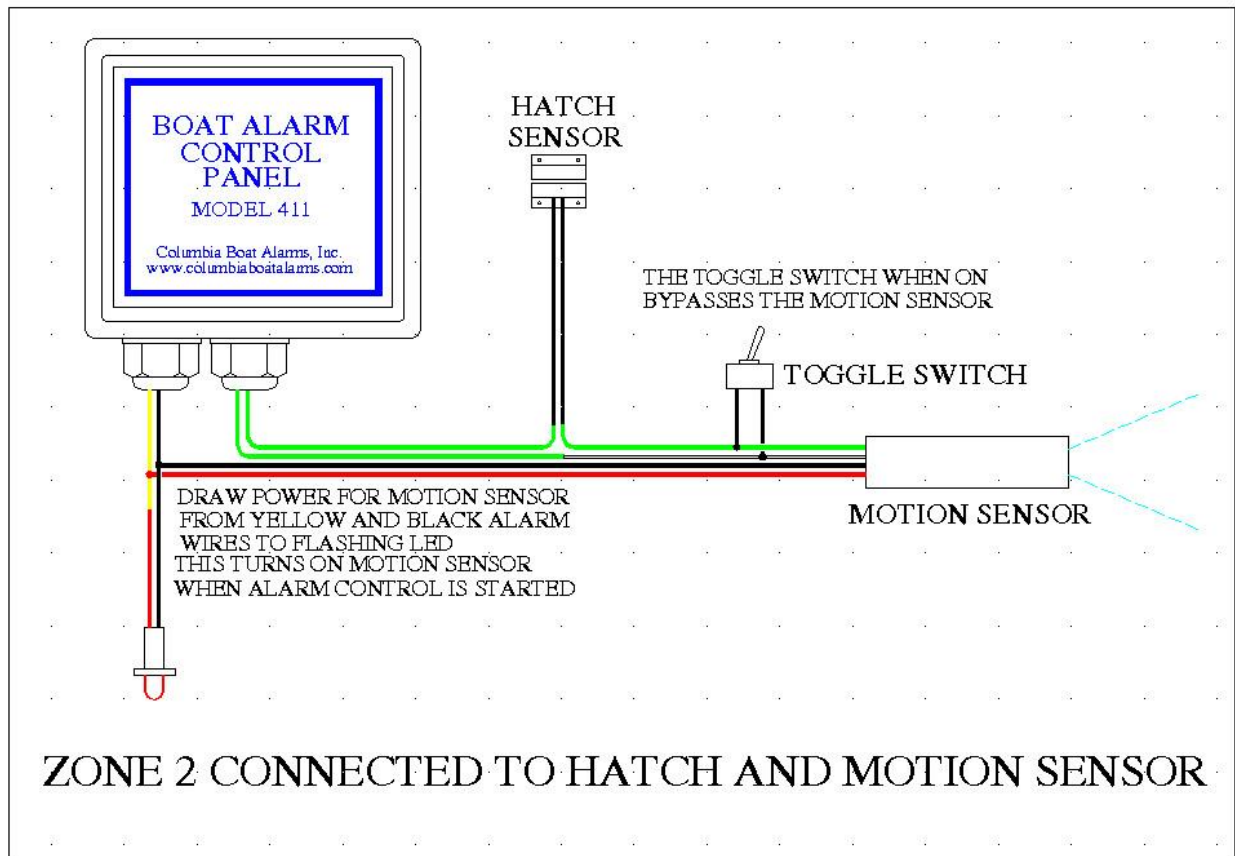 BOAT ALARM
CONTROL
PANEL
MODEL 411
Columbia Boat Alarms, Inc.
www.columbiaboatalarms.com
HATCH
SENSOR
THE TOGGLE SWITCH WHEN ON
BYPASSES THE MOTION SENSOR
TOGGLE SWITCH
MOTION SENSOR
DRAW POWER FOR MOTION SENSOR
FROM YELLOW AND BLACK ALARM
WIRES TO FLASHING LED
THIS TURNS ON MOTION SENSOR
WHEN ALARM CONTROL IS STARTED
ZONE 2 CONNECTED TO HATCH AND MOTION SENSOR